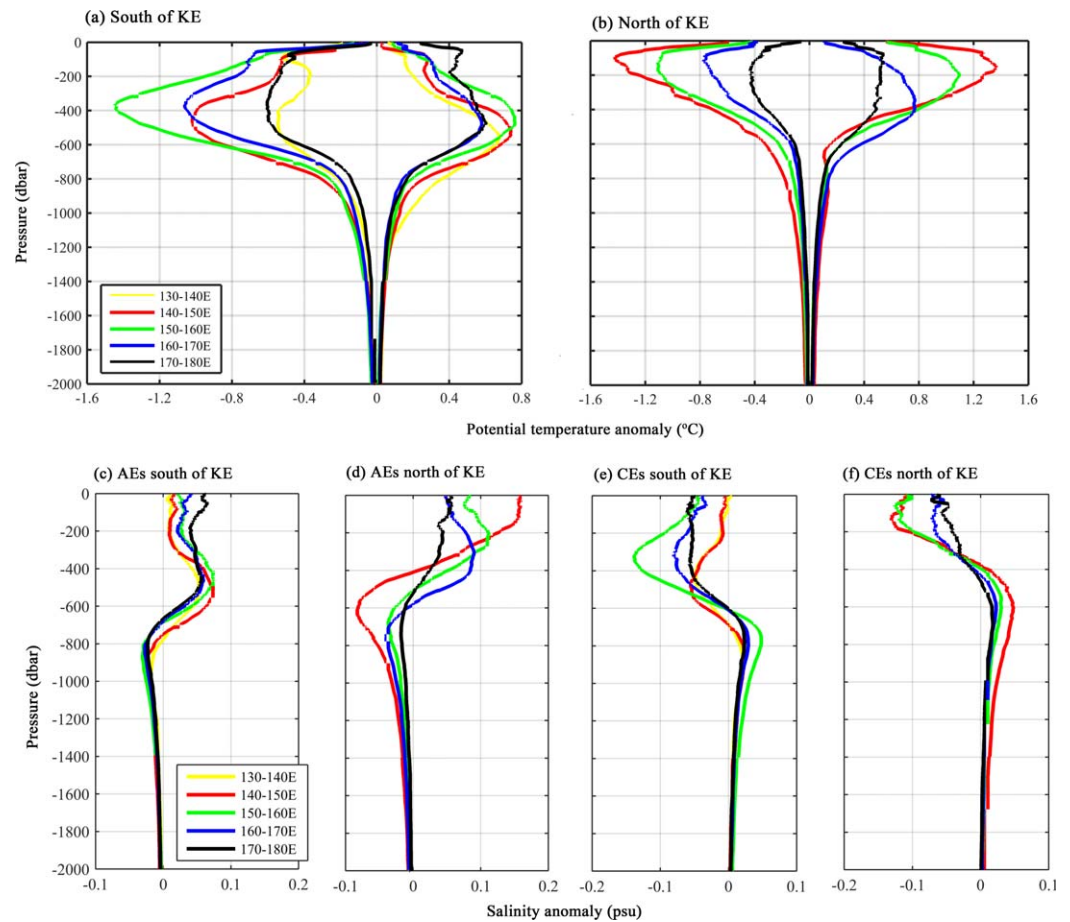 (a) South of KE
(b) North of KE
0
-200
-400
-600
-800
-1000
-1200
-1400
-1600
-1800
-2000
Pressure (dbar)
130-140E
140-150E
150-160E
160-170E
170-180E
-1.6
-1.2
-0.8
-0.4
0
0.4
0.8
-1.6
-1.2
-0.8
-0.4
0
0.4
0.8
1.2
1.6
Potential temperature anomaly (°C)
(c) AEs south of KE
(d) AEs north of KE
(e) CEs south of KE
(f) CEs north of KE
0
-200
-400
-600
-800
-1000
-1200
-1400
-1600
-1800
-2000
Pressure (dbar)
130-140E
140-150E
150-160E
160-170E
170-180E
-0.1
0
0.1
0.2
-0.1
0
0.1
0.2
-0.2
-0.1
0
0.1
-0.2
-0.1
0
0.1
Salinity anomaly (psu)